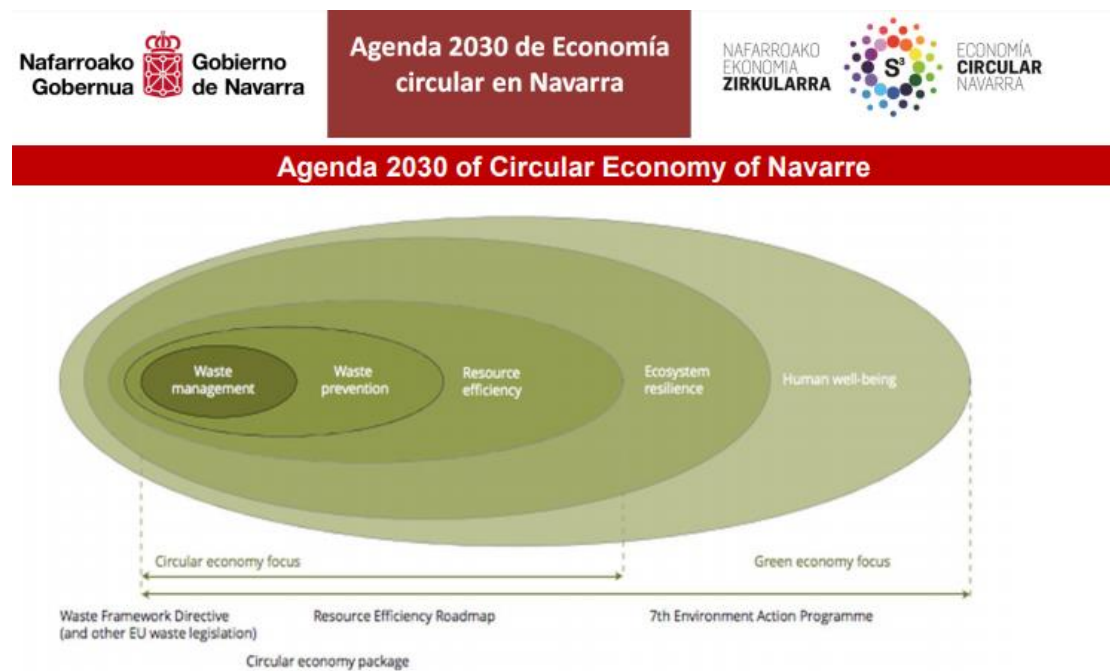 Nafarroako
Gobernua
Gobierno
de Navarra
Agenda 2030 de Economía
circular en Navarra
NAFARROAKO
EKONOMIA
ZIRKULARRA
S³
ECONOMÍA
CIRCULAR
NAVARRA
Agenda 2030 of Circular Economy of Navarre
Waste
management
Waste
prevention
Resource
efficiency
Ecosystem
resilience
Human well-being
Circular economy focus
Green economy focus
Waste Framework Directive
(and other EU waste legislation)
Resource Efficiency Roadmap
7th Environment Action Programme
Circular economy package